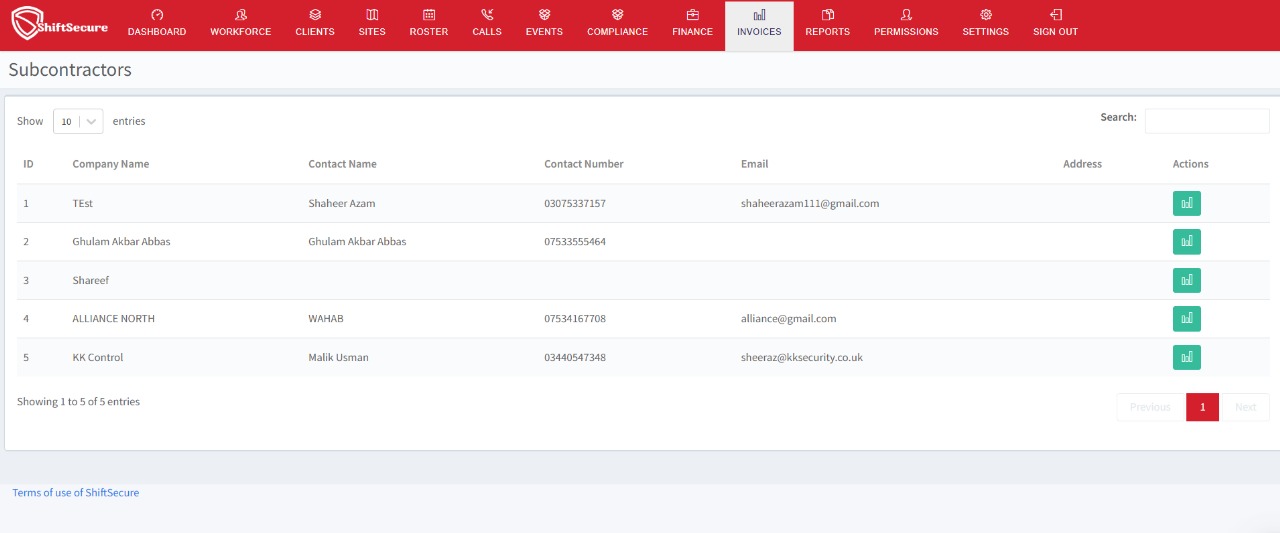 ShiftSecure
DASHBOARD WORKFORCE CLIENTS SITES ROSTER CALLS EVENTS COMPLIANCE FINANCE INVOICES REPORTS PERMISSIONS SETTINGS SIGN OUT
Subcontractors
Show 10 entries Search:
ID Company Name Contact Name Contact Number Email Address Actions
1 TEst Shaheer Azam 03075337157 shaheerazam111@gmail.com
2 Ghulam Akbar Abbas Ghulam Akbar Abbas 07533555464
3 Shareef
4 ALLIANCE NORTH WAHAB 07534167708 alliance@gmail.com
5 KK Control Malik Usman 03440547348 sheeraz@kksecurity.co.uk
Showing 1 to 5 of 5 entries
Previous 1 Next
Terms of use of ShiftSecure